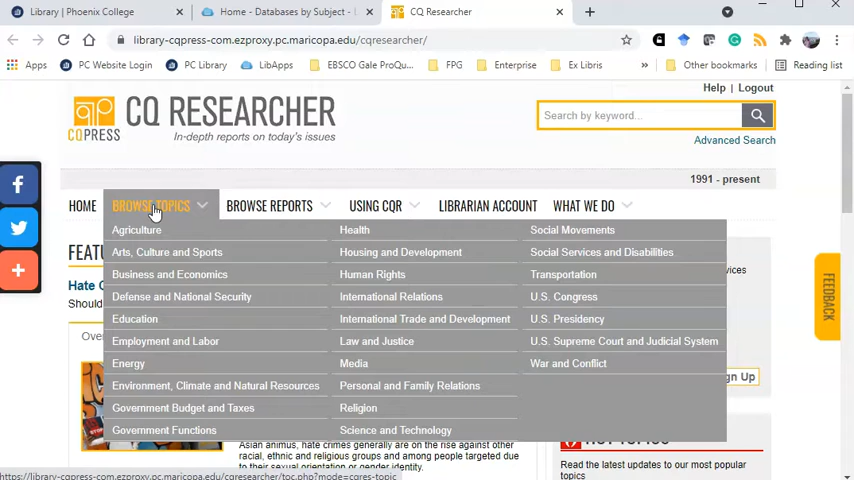 Library | Phoenix College
Home - Databases by Subject -
CQ Researcher
library-cqpress-com.ezproxy.pc.maricopa.edu/cqresearcher/
Apps
PC Website Login
PC Library
LibApps
EBSCO Gale ProQu...
FPG
Enterprise
Ex Libris
»
Other bookmarks
Reading list
Help | Logout
CQPRESS
CQ RESEARCHER
In-depth reports on today's issues
Search by keyword...
Advanced Search
1991 - present
HOME
BROWSE TOPICS
BROWSE REPORTS
USING CQR
LIBRARIAN ACCOUNT
WHAT WE DO
Agriculture
Arts, Culture and Sports
Business and Economics
Defense and National Security
Education
Employment and Labor
Energy
Environment, Climate and Natural Resources
Government Budget and Taxes
Government Functions
Health
Housing and Development
Human Rights
International Relations
International Trade and Development
Law and Justice
Media
Personal and Family Relations
Religion
Science and Technology
Social Movements
Social Services and Disabilities
Transportation
U.S. Congress
U.S. Presidency
U.S. Supreme Court and Judicial System
War and Conflict
FEATU
Hate C
Should
Over
Asian animus, hate crimes generally are on the rise against other
racial, ethnic and religious groups and among people targeted due
to their sexual orientation or gender identity.
gn Up
Read the latest updates to our most popular
topics
FEEDBACK
https://library-cqpress-com.ezproxy.pc.maricopa.edu/cqresearcher/toc.php?mode=cqres-topic